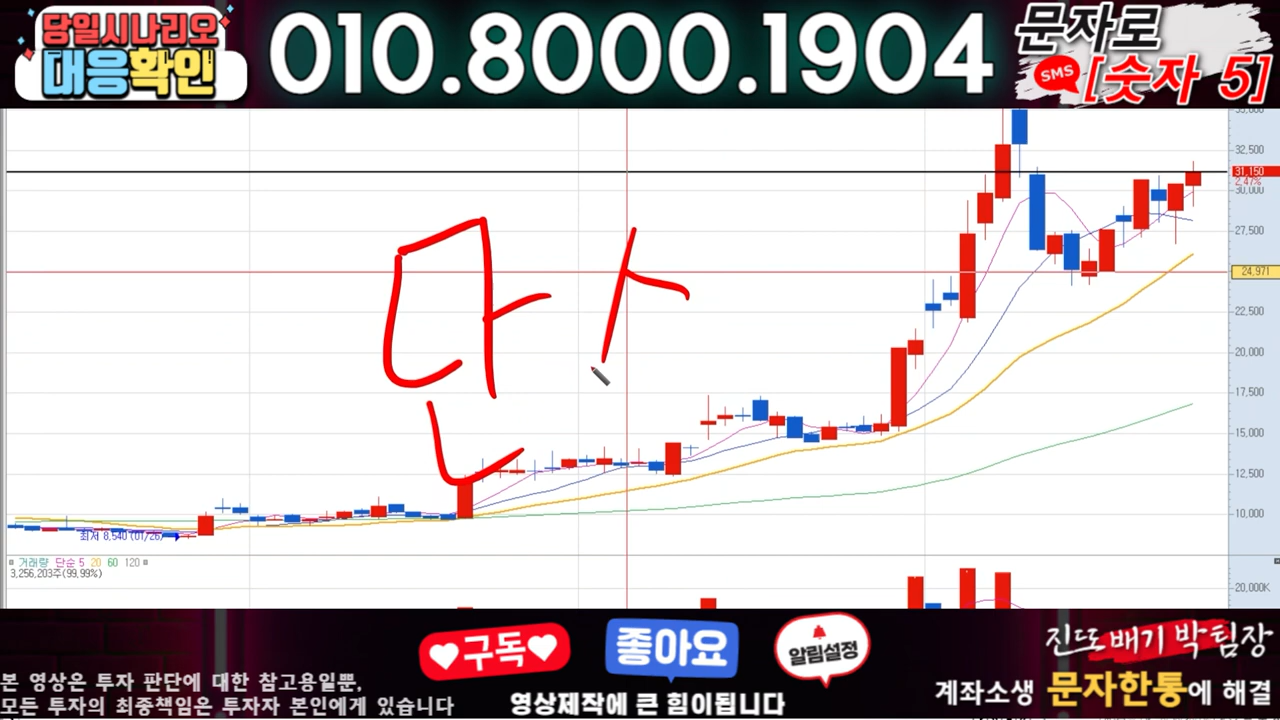 당일시나리오
대응확인
010.8000.1904
문자로
SMS
[숫자 5]
32,500
31,150
2.47%
30,000
27,500
24,971
22,500
20,000
17,500
15,000
12,500
10,000
단 ㅅ
최저 8,540 (01/26)
거래량 단순 5 20 60 120
3,256,203주(99,99%)
20,000K
구독
좋아요
알림설정
진또배기 박팀장
본 영상은 투자 판단에 대한 참고용일뿐,
모든 투자의 최종책임은 투자자 본인에게 있습니다
영상제작에 큰 힘이됩니다
계좌소생 문자한통에 해결